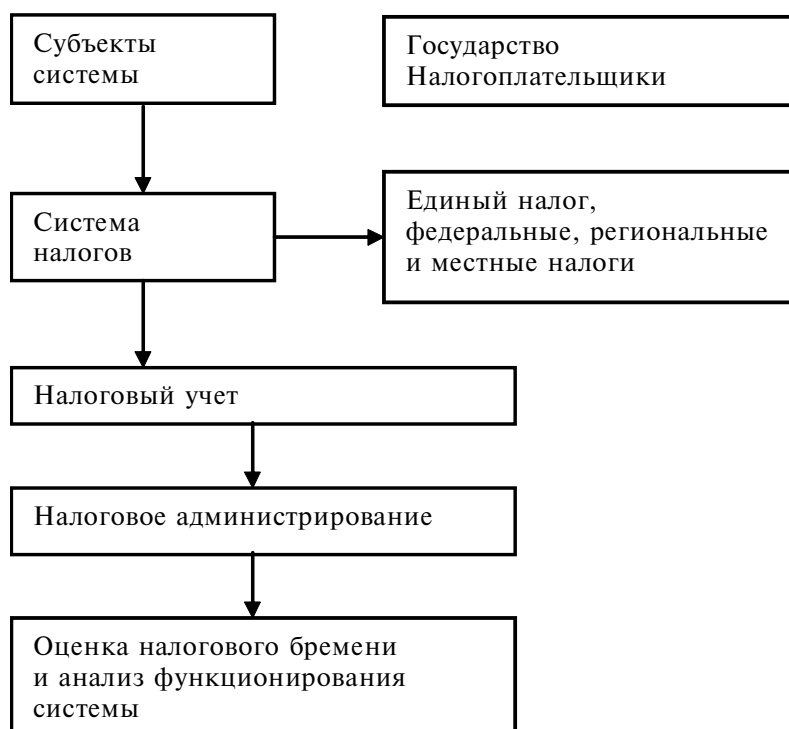 Субъекты
системы
Государство
Налогоплательщики
Система
налогов
Единый налог,
федеральные, региональные
и местные налоги
Налоговый учет
Налоговое администрирование
Оценка налогового бремени
и анализ функционирования
системы